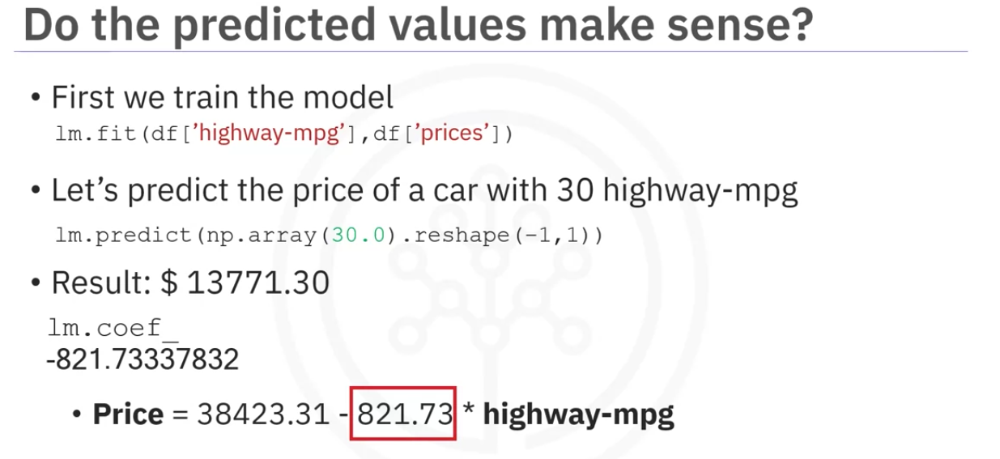 Do the predicted values make sense?
• First we train the model
lm.fit(df[’highway-mpg’],df[’prices’])
• Let’s predict the price of a car with 30 highway-mpg
lm.predict(np.array(30.0).reshape(-1,1))
• Result: $ 13771.30
lm.coef_
-821.73337832
• Price = 38423.31 - 821.73 * highway-mpg